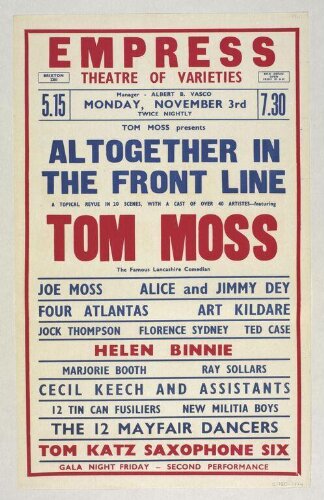 EMPRESS
BRIXTON
THEATRE OF VARIETIES
Manager - ALBERT B. VASCO
5.15 MONDAY, NOVEMBER 3rd 7.30
TWICE NIGHTLY
TOM MOSS presents
ALTOGETHER IN
THE FRONT LINE
A TOPICAL REVUE IN 20 SCENES, WITH A CAST OF OVER 40 ARTISTES-featuring
TOM MOSS
The Famous Lancashire Comedian
JOE MOSS ALICE and JIMMY DEY
FOUR ATLANTAS ART KILDARE
JOCK THOMPSON FLORENCE SYDNEY TED CASE
HELEN BINNIE
MARJORIE BOOTH RAY SOLLARS
CECIL KEECH AND ASSISTANTS
12 TIN CAN FUSILIERS NEW MILITIA BOYS
THE 12 MAYFAIR DANCERS
TOM KATZ SAXOPHONE SIX
GALA NIGHT FRIDAY - SECOND PERFORMANCE